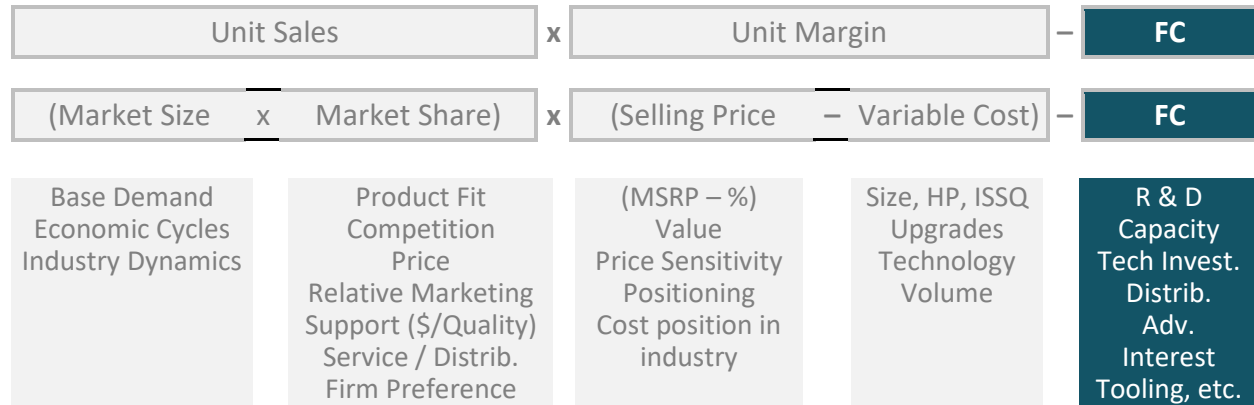 Unit Sales x Unit Margin – FC
(Market Size x Market Share) x (Selling Price – Variable Cost) – FC
Base Demand
Economic Cycles
Industry Dynamics
Product Fit
Competition
Price
Relative Marketing
Support ($/Quality)
Service / Distrib.
Firm Preference
(MSRP – %)
Value
Price Sensitivity
Positioning
Cost position in
industry
Size, HP, ISSQ
Upgrades
Technology
Volume
R & D
Capacity
Tech Invest.
Distrib.
Adv.
Interest
Tooling, etc.